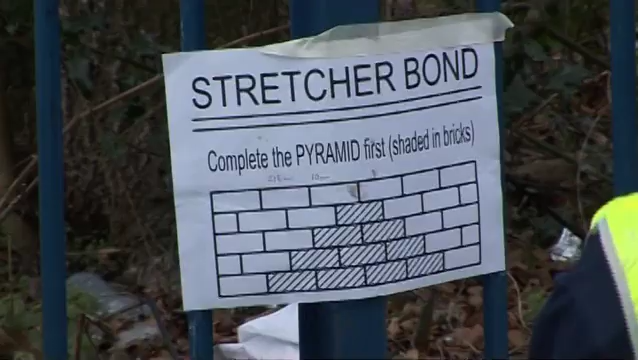 STRETCHER BOND
Complete the PYRAMID first (shaded in bricks)